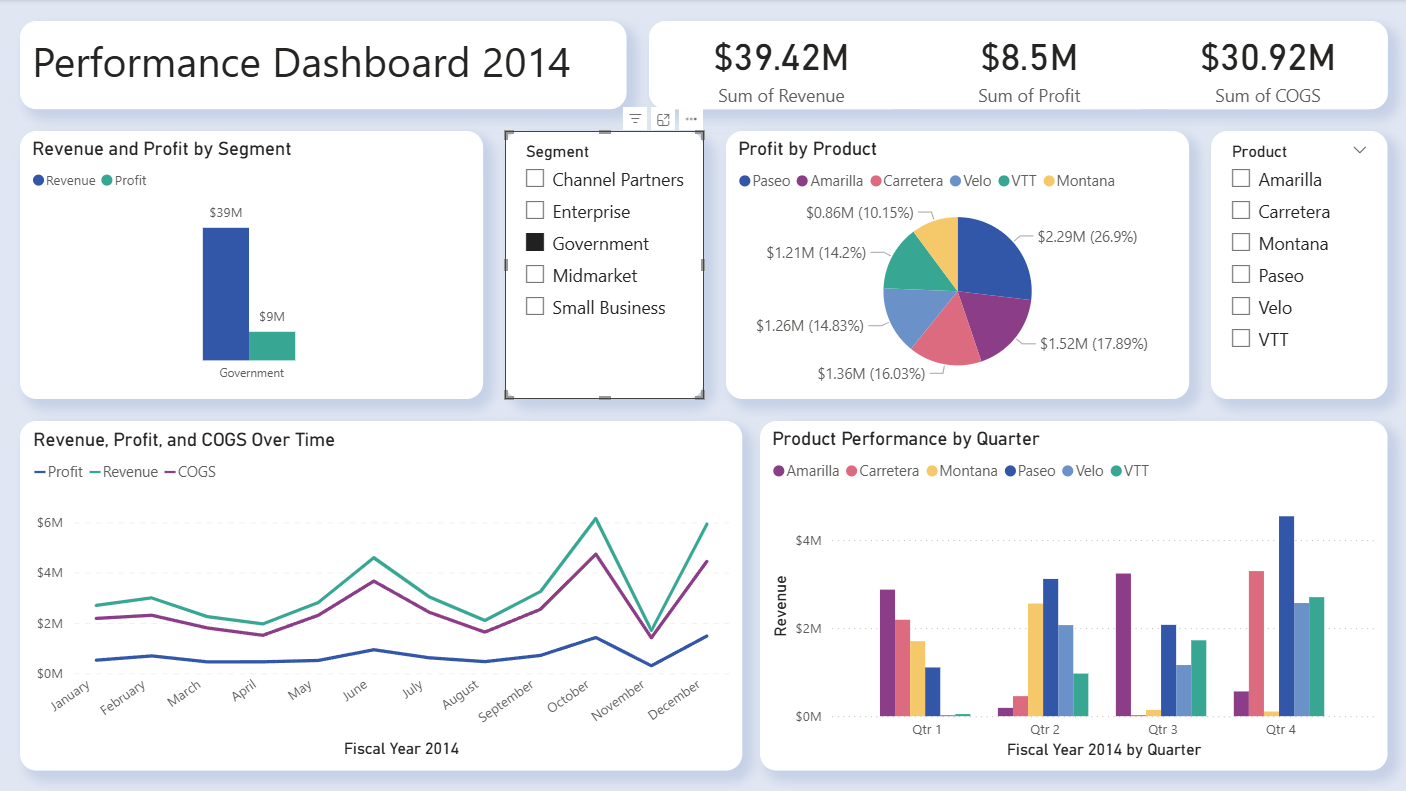 Performance Dashboard 2014
$39.42M
Sum of Revenue
$8.5M
Sum of Profit
$30.92M
Sum of COGS
Revenue and Profit by Segment
Revenue Profit
$39M
$9M
Government
Segment
Channel Partners
Enterprise
Government
Midmarket
Small Business
Profit by Product
Paseo Amarilla Carretera Velo VTT Montana
$0.86M (10.15%)
$2.29M (26.9%)
$1.21M (14.2%)
$1.26M (14.83%)
$1.52M (17.89%)
$1.36M (16.03%)
Product
Amarilla
Carretera
Montana
Paseo
Velo
VTT
Revenue, Profit, and COGS Over Time
Profit Revenue COGS
$6M
$4M
$2M
$0M
January February March April May June July August September October November December
Fiscal Year 2014
Product Performance by Quarter
Amarilla Carretera Montana Paseo Velo VTT
Revenue
$4M
$2M
$0M
Qtr 1 Qtr 2 Qtr 3 Qtr 4
Fiscal Year 2014 by Quarter